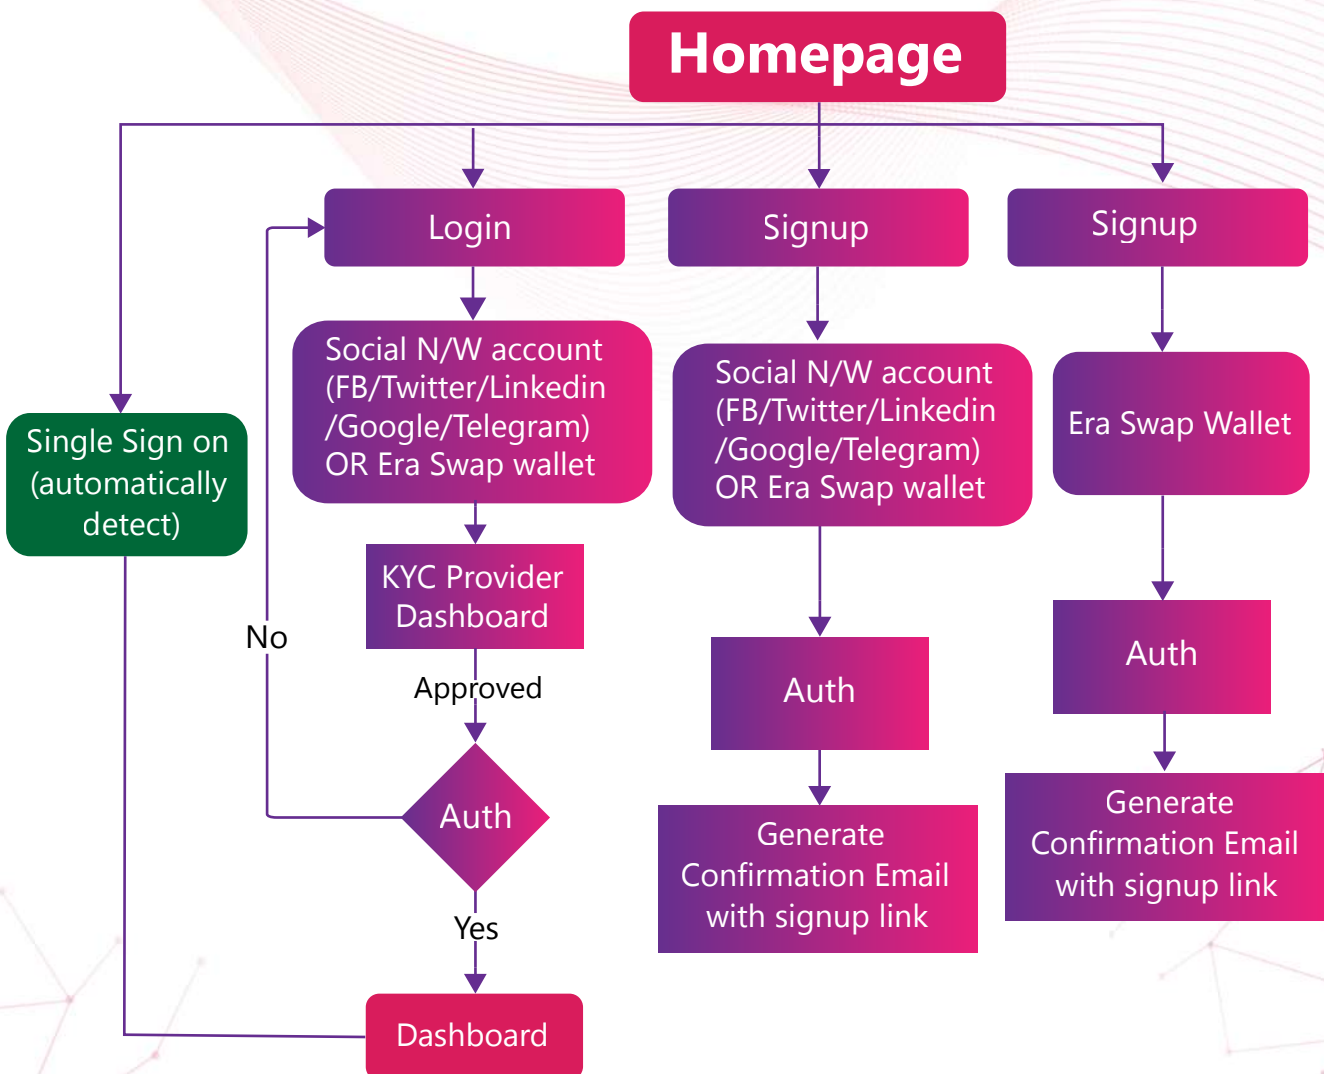 Homepage
Login
Signup
Signup
Social N/W account
(FB/Twitter/Linkedin
/Google/Telegram)
OR Era Swap wallet
Social N/W account
(FB/Twitter/Linkedin
/Google/Telegram)
OR Era Swap wallet
Era Swap Wallet
Single Sign on
(automatically
detect)
KYC Provider
Dashboard
No
Approved
Auth
Auth
Auth
Generate
Confirmation Email
with signup link
Generate
Confirmation Email
with signup link
Yes
Dashboard